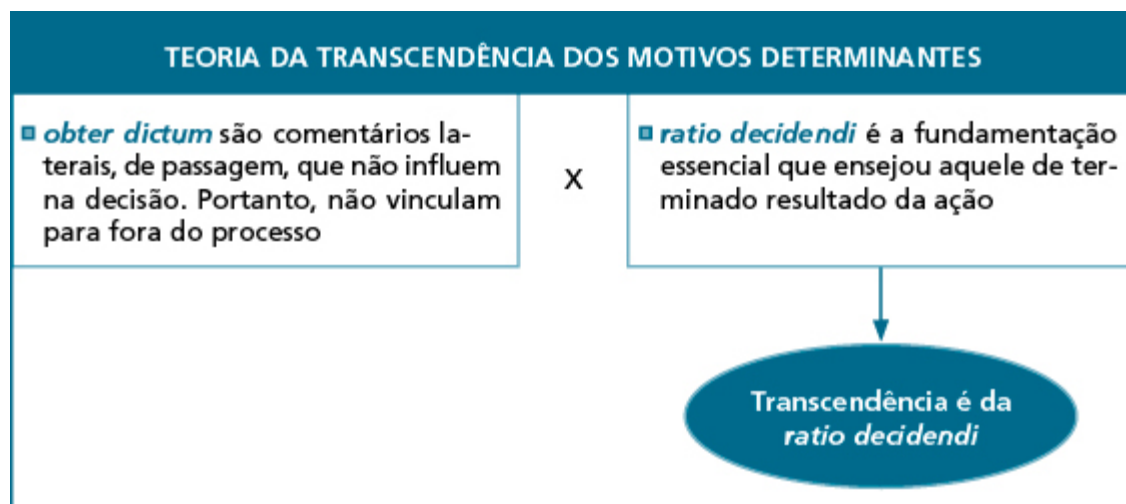 TEORIA DA TRANSCENDÊNCIA DOS MOTIVOS DETERMINANTES
obter dictum são comentários la-
terais, de passagem, que não influem
na decisão. Portanto, não vinculam
para fora do processo
X
ratio decidendi é a fundamentação
essencial que ensejou aquele de ter-
minado resultado da ação
Transcendência é da
ratio decidendi